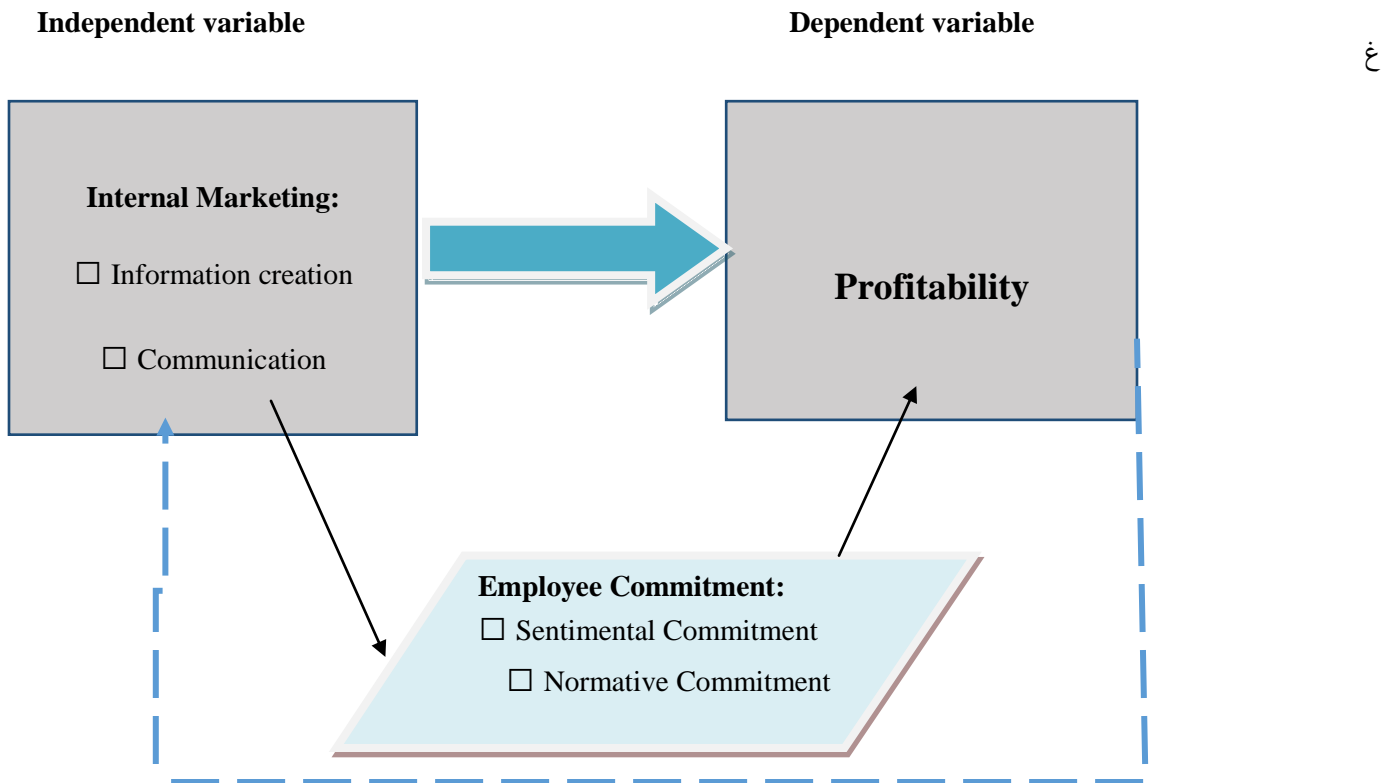 Independent variable
Dependent variable
غ
Internal Marketing:
☐ Information creation
☐ Communication
Profitability
Employee Commitment:
☐ Sentimental Commitment
☐ Normative Commitment